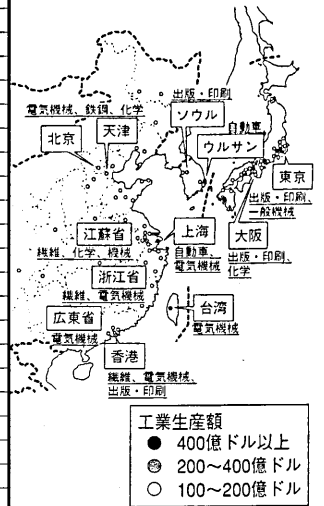 出版・印刷
電気機械、鉄鋼、化学
ソウル
自動車
天津
北京
ウルサン
東京
出版・印刷、
一般機械
江蘇省
上海
大阪
繊維、化学、機械
自動車、
電気機械
出版・印刷、
化学
浙江省
繊維、電気機械
台湾
電気機械
広東省
電気機械
香港
繊維、電気機械、
出版・印刷
工業生産額
● 400億ドル以上
◎ 200～400億ドル
○ 100～200億ドル